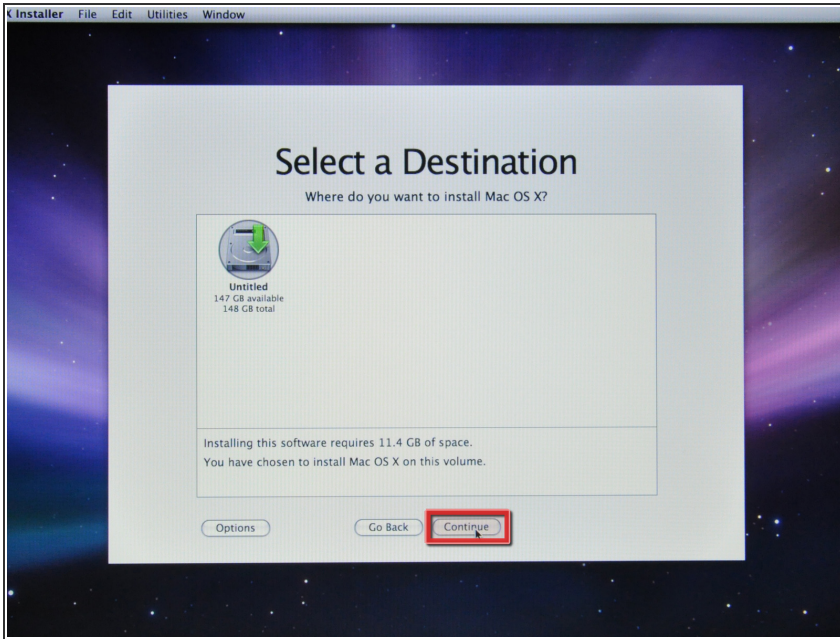 X Installer File Edit Utilities Window
Select a Destination
Where do you want to install Mac OS X?
Untitled
147 GB available
148 GB total
Installing this software requires 11.4 GB of space.
You have chosen to install Mac OS X on this volume.
Options Go Back Continue